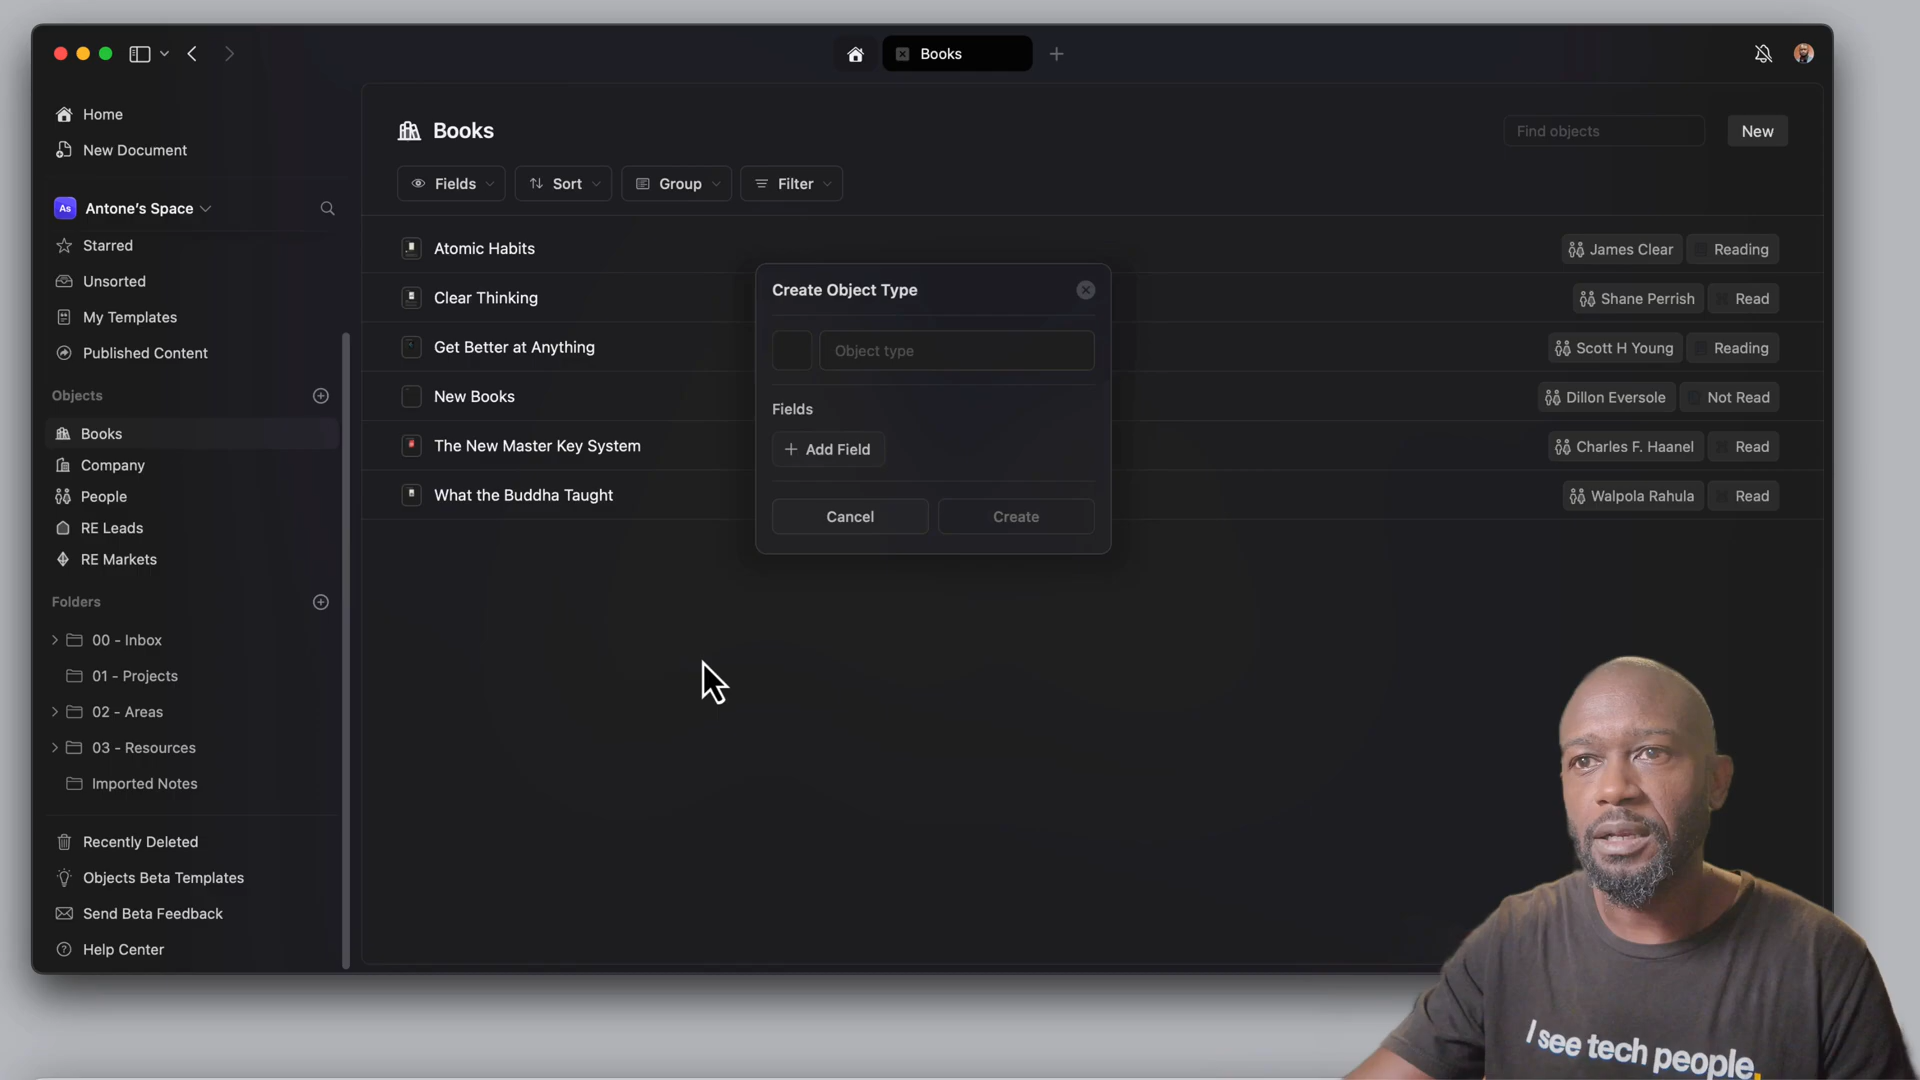 Books
Home
New Document
As Antone's Space
Starred
Unsorted
My Templates
Published Content
Objects
Books
Company
People
RE Leads
RE Markets
Folders
00 - Inbox
01 - Projects
02 - Areas
03 - Resources
Imported Notes
Recently Deleted
Objects Beta Templates
Send Beta Feedback
Help Center
Books
Find objects
New
Fields
Sort
Group
Filter
Atomic Habits
James Clear
Reading
Clear Thinking
Shane Perrish
Read
Get Better at Anything
Scott H Young
Reading
New Books
Dillon Eversole
Not Read
The New Master Key System
Charles F. Haanel
Read
What the Buddha Taught
Walpola Rahula
Read
Create Object Type
Object type
Fields
Add Field
Cancel
Create
I see tech people.